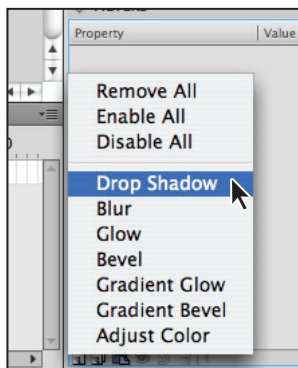 Property Value
Remove All
Enable All
Disable All
Drop Shadow
Blur
Glow
Bevel
Gradient Glow
Gradient Bevel
Adjust Color